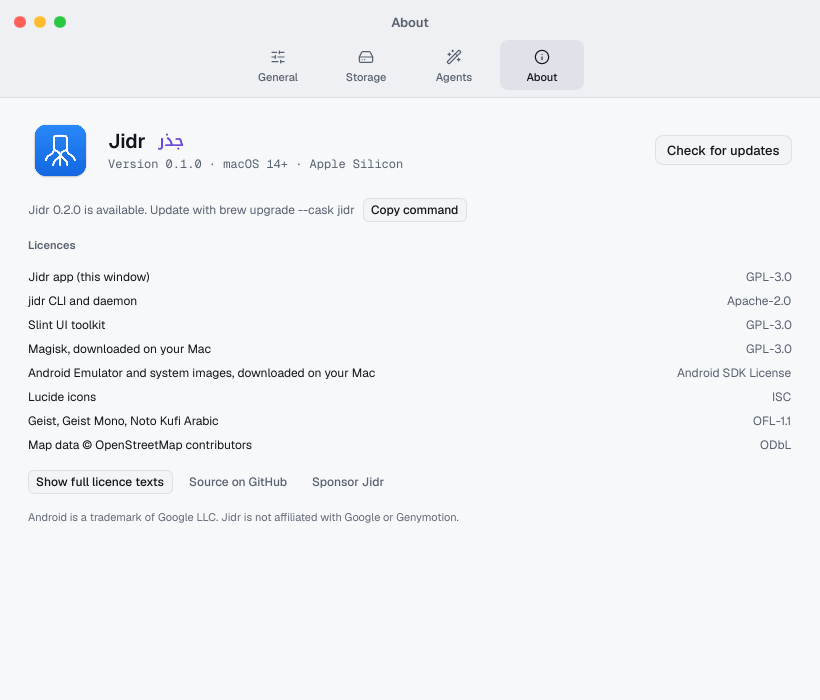 About
General
Storage
Agents
About
Jidr جذر
Version 0.1.0 · macOS 14+ · Apple Silicon
Check for updates
Jidr 0.2.0 is available. Update with brew upgrade --cask jidr
Copy command
Licences
Jidr app (this window) GPL-3.0
jidr CLI and daemon Apache-2.0
Slint UI toolkit GPL-3.0
Magisk, downloaded on your Mac GPL-3.0
Android Emulator and system images, downloaded on your Mac Android SDK License
Lucide icons ISC
Geist, Geist Mono, Noto Kufi Arabic OFL-1.1
Map data © OpenStreetMap contributors ODbL
Show full licence texts
Source on GitHub
Sponsor Jidr
Android is a trademark of Google LLC. Jidr is not affiliated with Google or Genymotion.